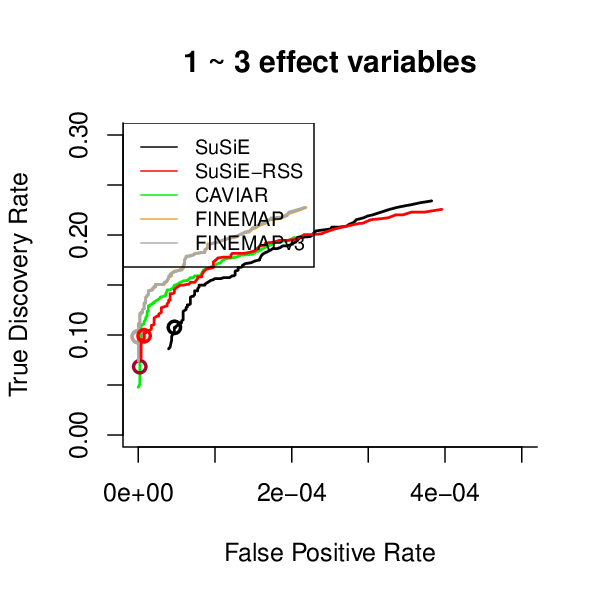 1 ~ 3 effect variables
True Discovery Rate
0.30
0.20
0.10
0.00
SuSiE
SuSiE−RSS
CAVIAR
FINEMAP
FINEMAPv3
0e+00 2e−04 4e−04
False Positive Rate